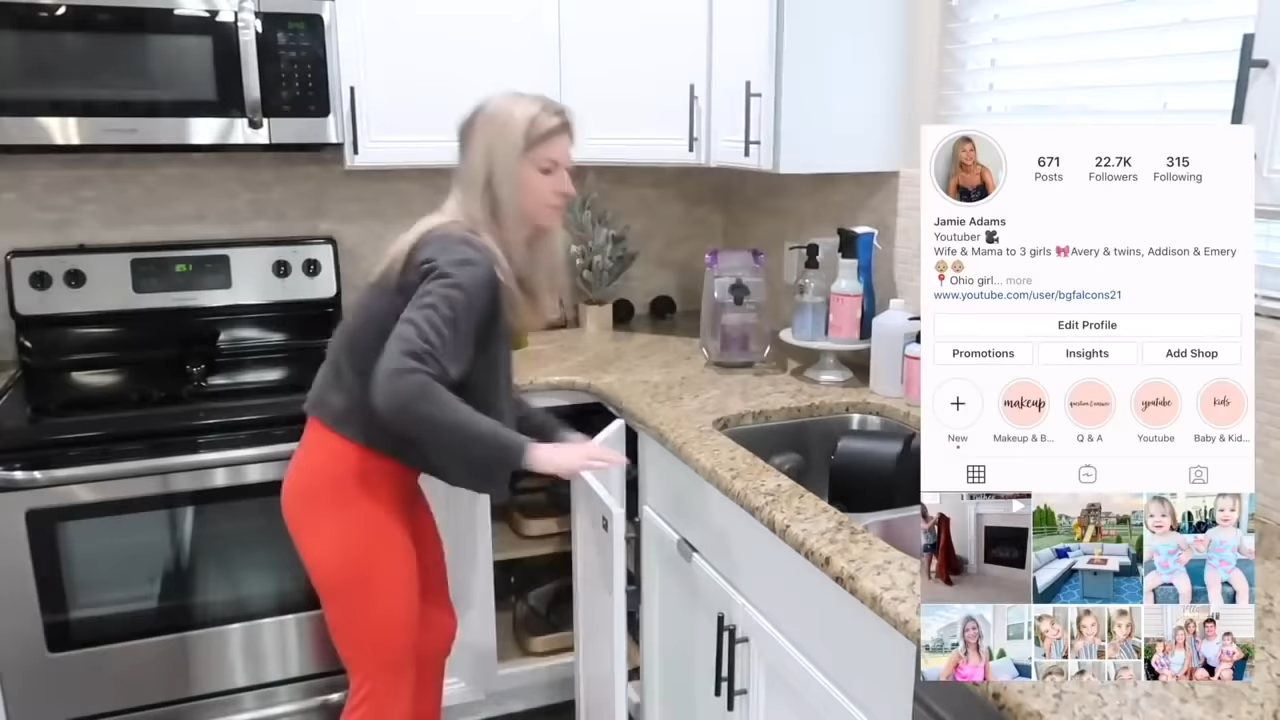 671
22.7K
315
Posts
Followers
Following
Jamie Adams
Youtuber 🎥
Wife & Mama to 3 girls 🎀Avery & twins, Addison & Emery
👶🏼👶🏼
📍Ohio girl... more
www.youtube.com/user/bgfalcons21
Edit Profile
Promotions
Insights
Add Shop
makeup
question & answer
youtube
kids
New
Makeup & B...
Q & A
Youtube
Baby & Kid...